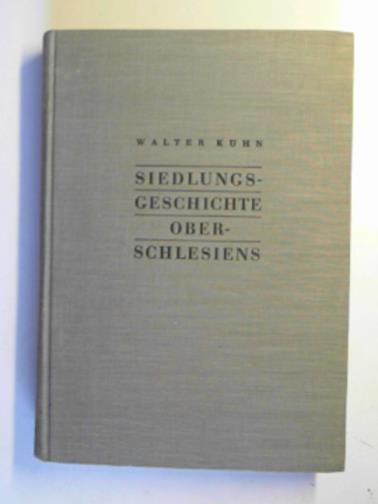 WALTER KUHN
SIEDLUNGS-
GESCHICHTE
OBER-
SCHLESIENS